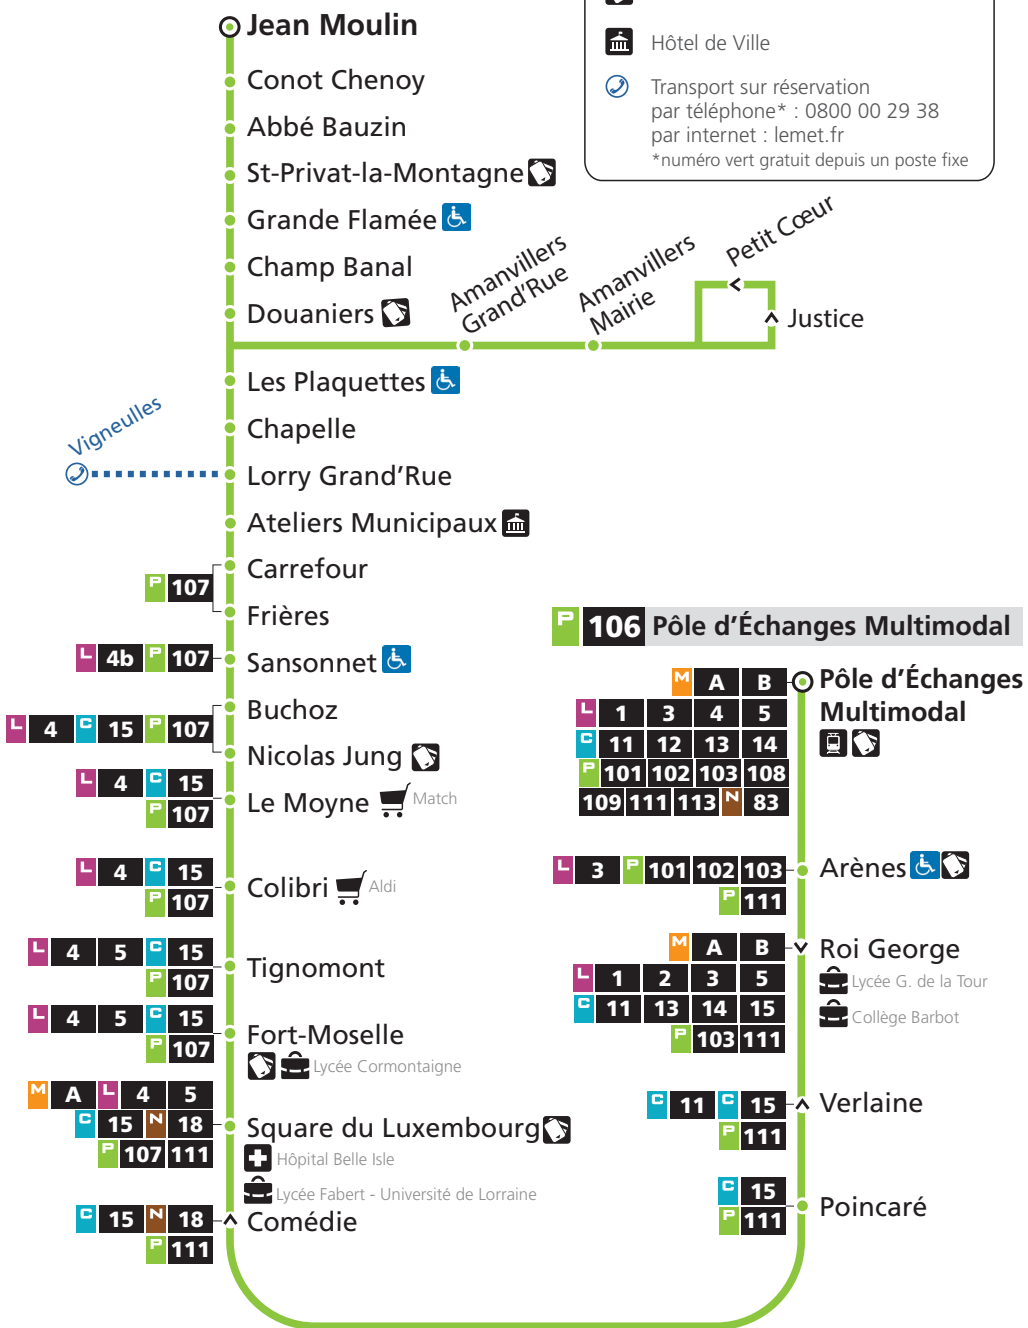 Jean Moulin
Conot Chenoy
Abbé Bauzin
St-Privat-la-Montagne
Grande Flamée
Champ Banal
Douaniers
Amanvillers
Grand'Rue
Amanvillers
Mairie
Petit Cœur
Justice
Hôtel de Ville
Transport sur réservation
par téléphone* : 0800 00 29 38
par internet : lemet.fr
*numéro vert gratuit depuis un poste fixe
Les Plaquettes
Chapelle
Vigneulles
Lorry Grand'Rue
Ateliers Municipaux
Carrefour
P 107
Frières
L 4b P 107
Sansonnet
Buchoz
L 4 C 15 P 107
Nicolas Jung
L 4 C 15
P 107
Le Moyne Match
L 4 C 15
P 107
Colibri Aldi
L 4 5 C 15
P 107
Tignomont
L 4 5 C 15
P 107
Fort-Moselle
Lycée Cormontaigne
M A L 4 5
C 15 N 18
P 107 111
Square du Luxembourg
Hôpital Belle Isle
Lycée Fabert - Université de Lorraine
C 15 N 18
P 111
Comédie
P 106 Pôle d'Échanges Multimodal
M A B
L 1 3 4 5
C 11 12 13 14
P 101 102 103 108
109 111 113 N 83
Pôle d'Échanges
Multimodal
L 3 P 101 102 103
P 111
Arènes
M A B
L 1 2 3 5
C 11 13 14 15
P 103 111
Roi George
Lycée G. de la Tour
Collège Barbot
C 11 C 15
P 111
Verlaine
C 15
P 111
Poincaré